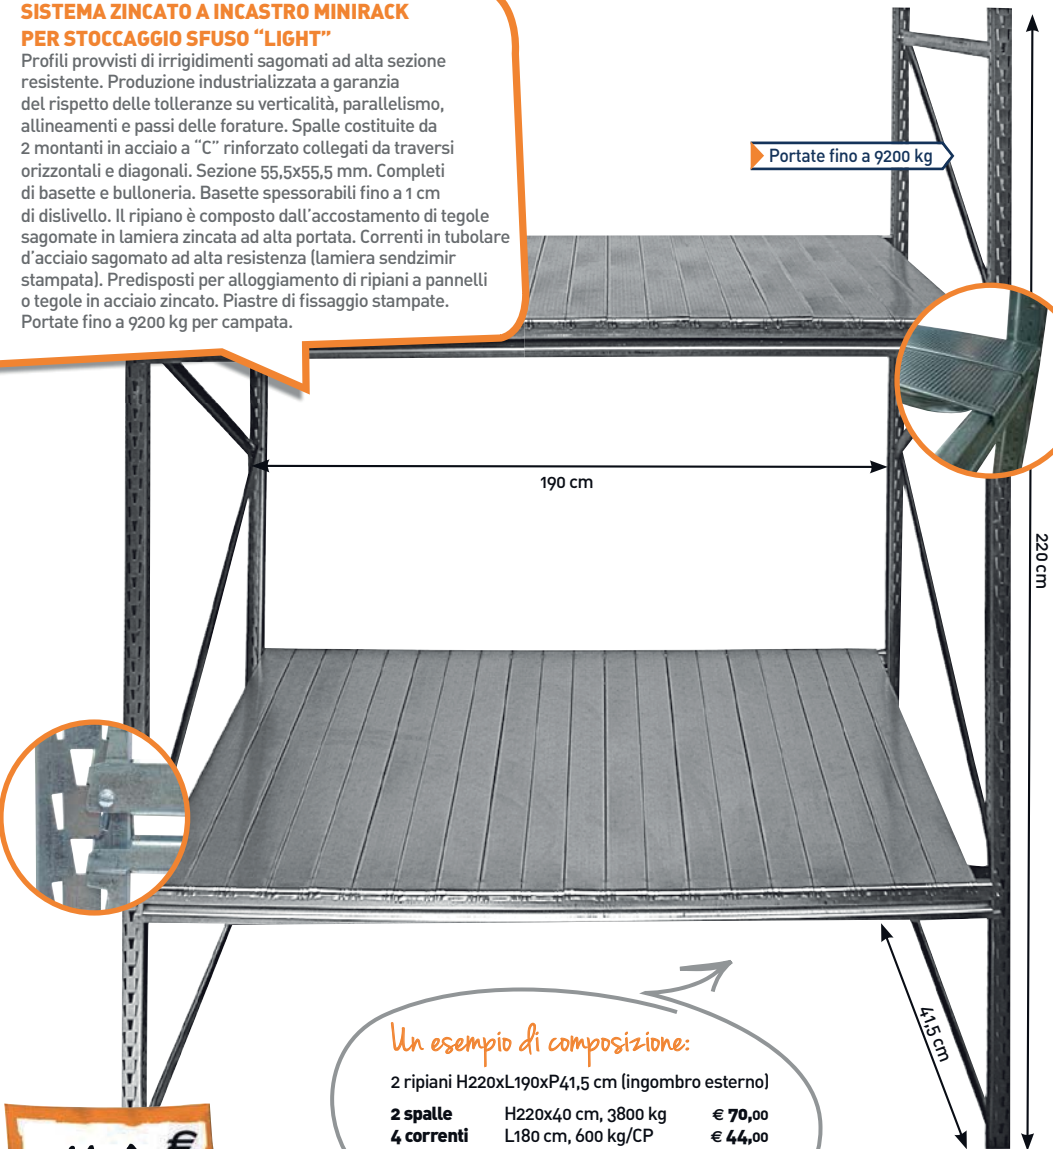 SISTEMA ZINCATO A INCASTRO MINIRACK
PER STOCCAGGIO SFUSO “LIGHT”
Profili provvisti di irrigidimenti sagomati ad alta sezione
resistente. Produzione industrializzata a garanzia
del rispetto delle tolleranze su verticalità, parallelismo,
allineamenti e passi delle forature. Spalle costituite da
2 montanti in acciaio a “C” rinforzato collegati da traversi
orizzontali e diagonali. Sezione 55,5x55,5 mm. Completi
di basette e bulloneria. Basette spessorabili fino a 1 cm
di dislivello. Il ripiano è composto dall’accostamento di tegole
sagomate in lamiera zincata ad alta portata. Correnti in tubolare
d’acciaio sagomato ad alta resistenza (lamiera sendzimir
stampata). Predisposti per alloggiamento di ripiani a pannelli
o tegole in acciaio zincato. Piastre di fissaggio stampate.
Portate fino a 9200 kg per campata.
Portate fino a 9200 kg
190 cm
220 cm
41,5 cm
Un esempio di composizione:
2 ripiani H220xL190xP41,5 cm (ingombro esterno)
2 spalle H220x40 cm, 3800 kg € 70,00
4 correnti L180 cm, 600 kg/CP € 44,00
€